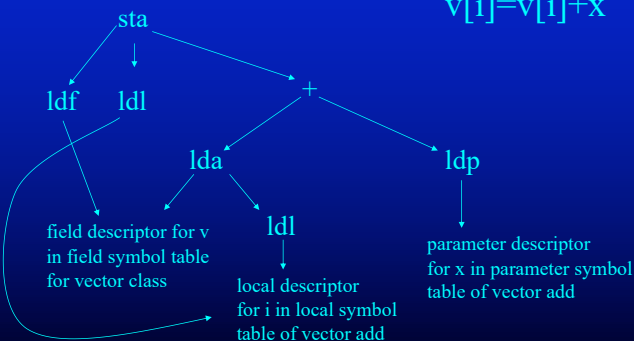 v[i]=v[i]+x
sta
ldf ldl +
lda ldp
ldl
field descriptor for v
in field symbol table
for vector class
parameter descriptor
for x in parameter symbol
table of vector add
local descriptor
for i in local symbol
table of vector add